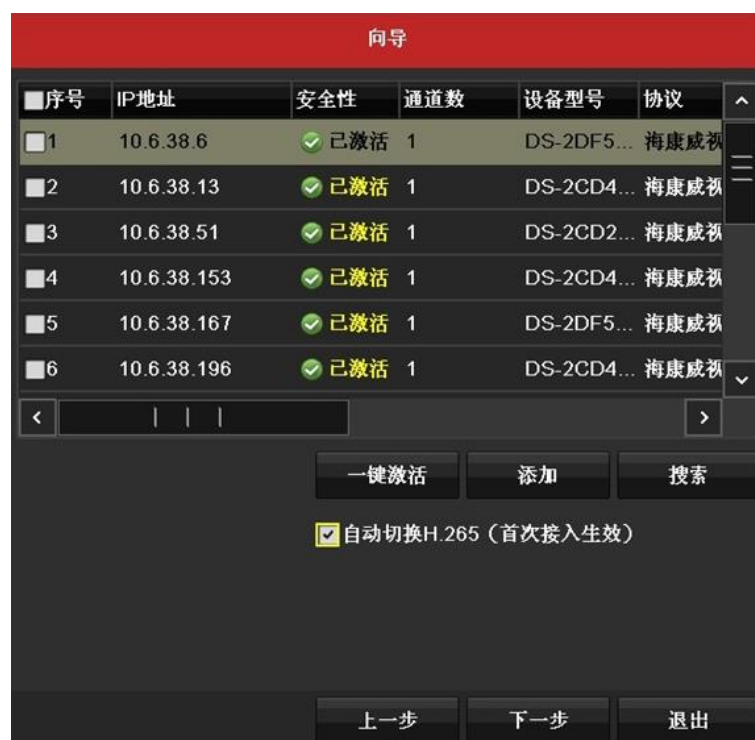 向导
序号 IP地址 安全性 通道数 设备型号 协议
1 10.6.38.6 已激活 1 DS-2DF5... 海康威视
2 10.6.38.13 已激活 1 DS-2CD4... 海康威视
3 10.6.38.51 已激活 1 DS-2CD2... 海康威视
4 10.6.38.153 已激活 1 DS-2CD4... 海康威视
5 10.6.38.167 已激活 1 DS-2DF5... 海康威视
6 10.6.38.196 已激活 1 DS-2CD4... 海康威视
一键激活 添加 搜索
自动切换H.265（首次接入生效）
上一步 下一步 退出